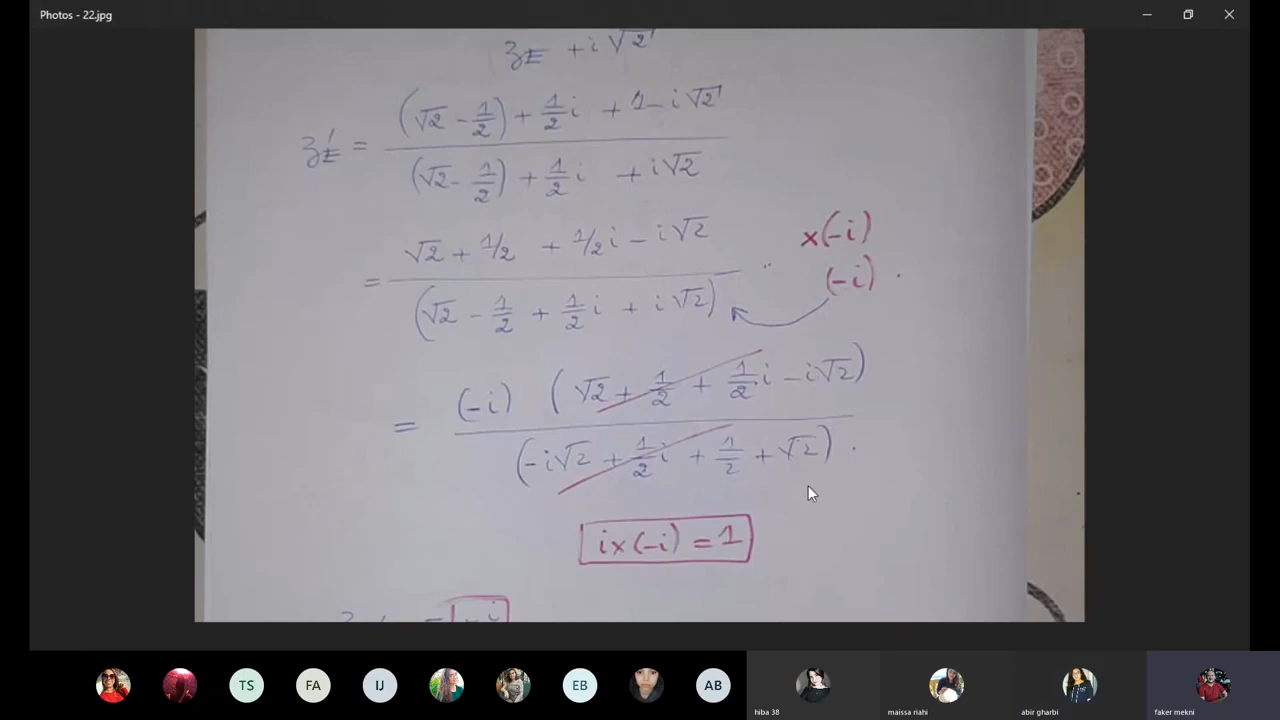 Photos - 22.jpg
z_E + i√2
z'_E = ((√2 - 1/2) + 1/2 i + 1 - i√2) / ((√2 - 1/2) + 1/2 i + i√2)
= (√2 + 1/2 + 1/2 i - i√2) / (√2 - 1/2 + 1/2 i + i√2)
x(-i)
(-i)
= (-i) (√2 + 1/2 + 1/2 i - i√2) / (-i√2 + 1/2 i + 1/2 + √2)
ix(-i) = 1
= -i
TS
FA
IJ
EB
AB
hiba 38
maissa riahi
abir gharbi
faker mekni